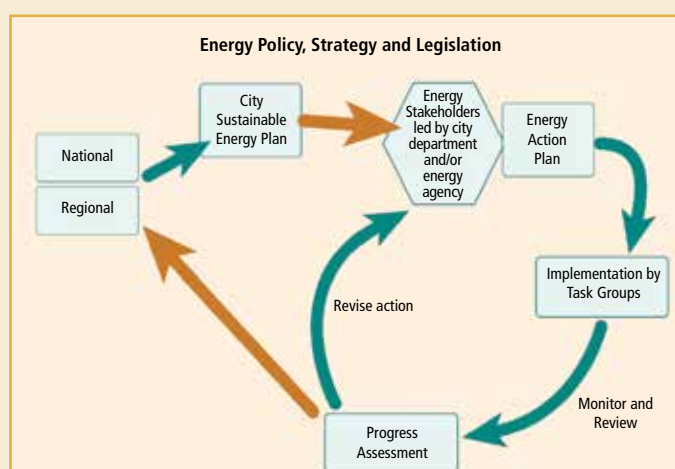 Energy Policy, Strategy and Legislation
National
Regional
City
Sustainable
Energy Plan
Energy
Stakeholders
led by city
department
and/or
energy
agency
Energy
Action
Plan
Implementation by
Task Groups
Monitor and
Review
Progress
Assessment
Revise action